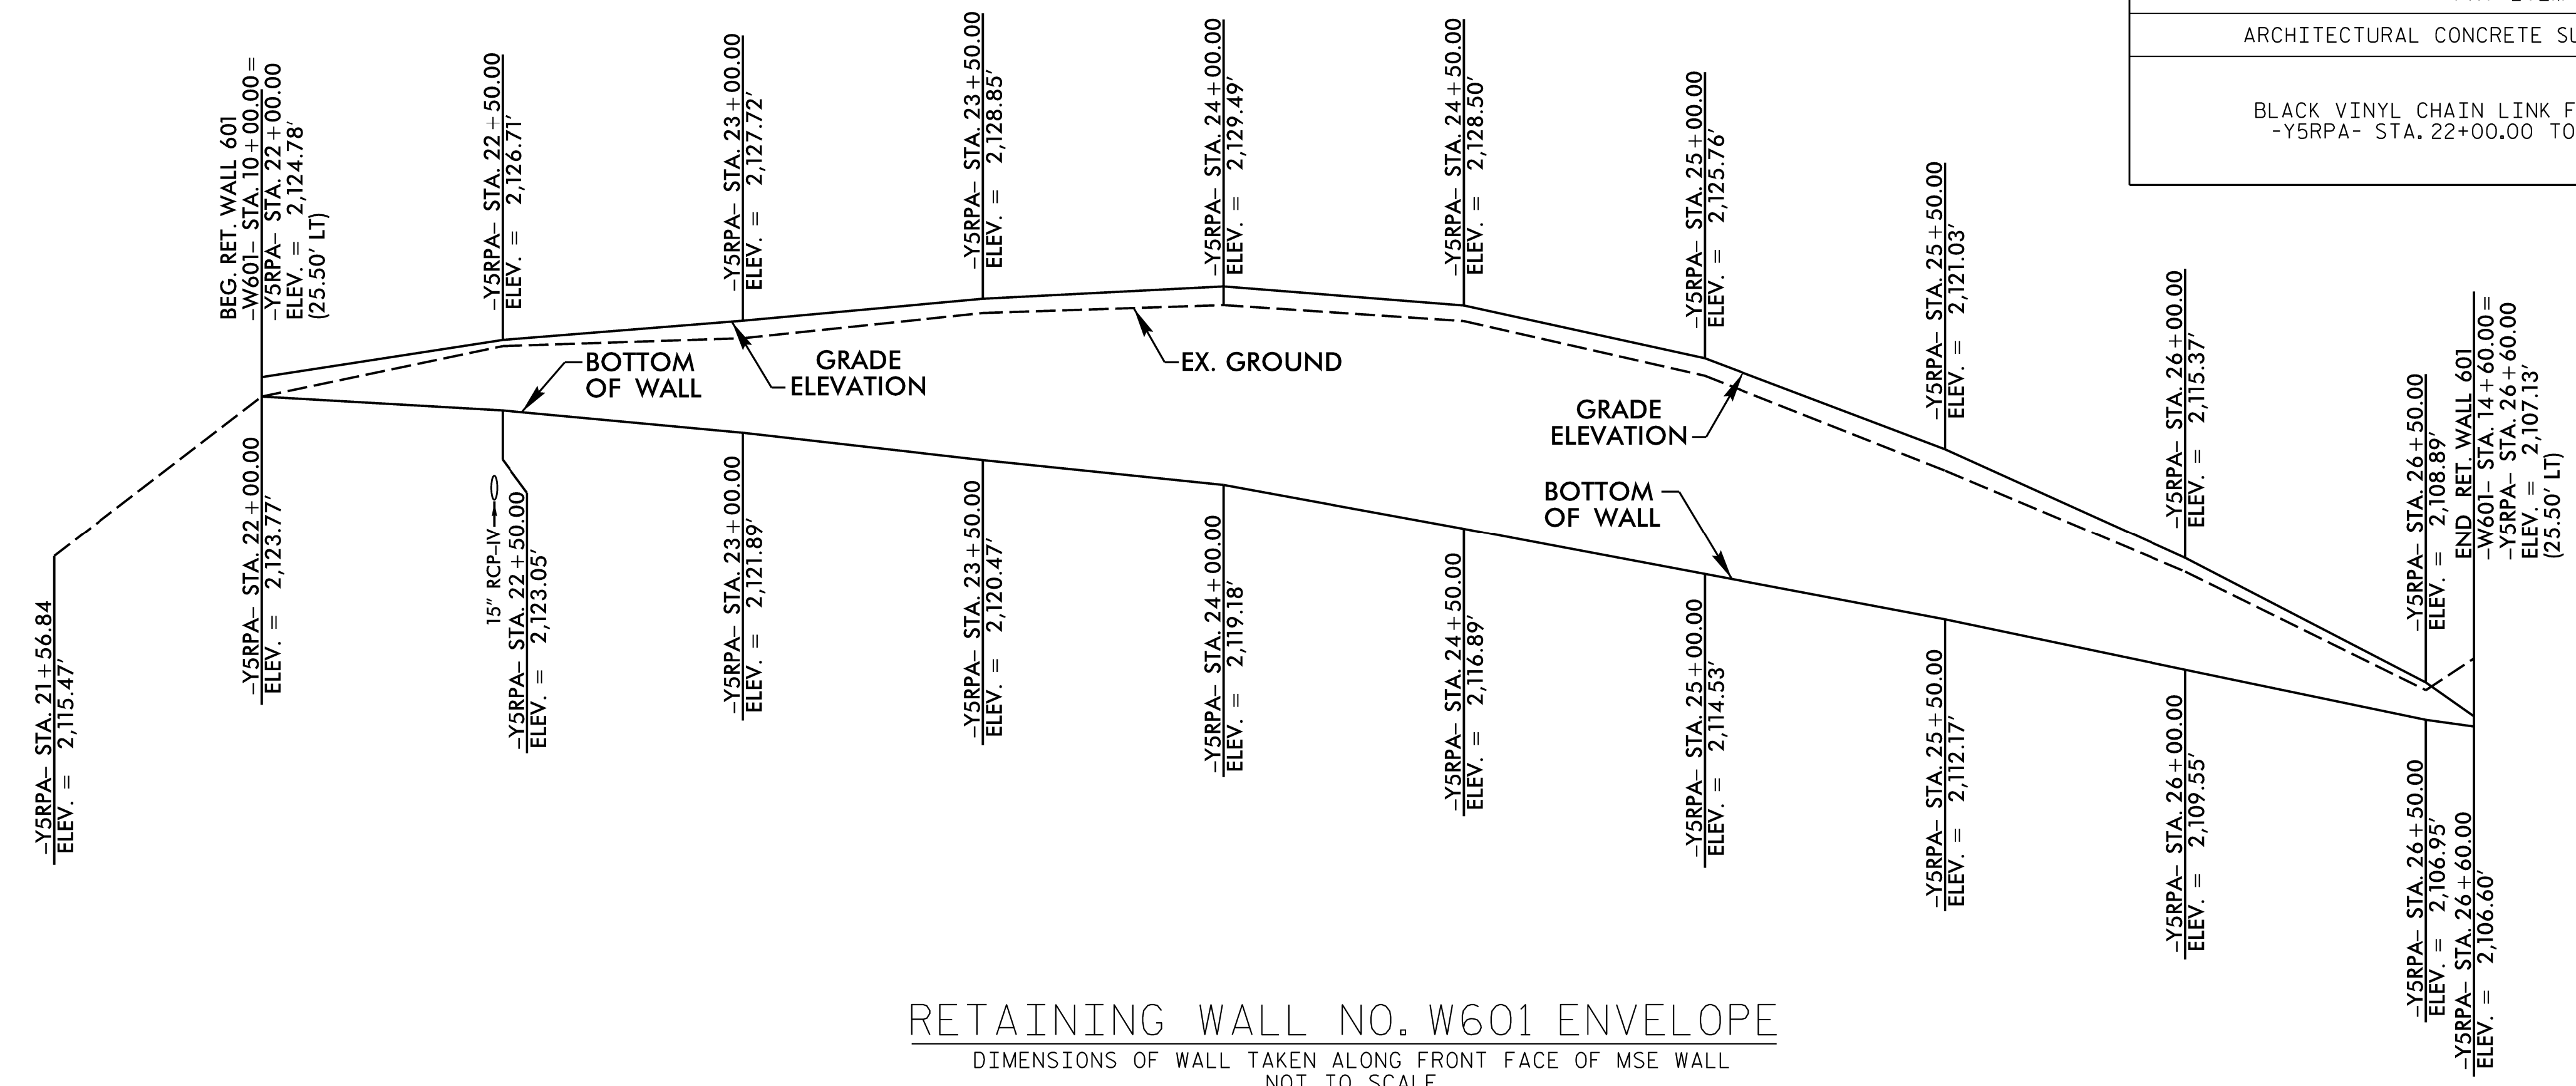 ARCHITECTURAL CONCRETE SU
BLACK VINYL CHAIN LINK F
-Y5RPA- STA. 22+00.00 TO
BEG. RET. WALL 601
-W601- STA. 10+00.00=
-Y5RPA- STA. 22+00.00
ELEV. = 2,124.78'
(25.50' LT)
-Y5RPA- STA. 22+50.00
ELEV. = 2,126.71'
-Y5RPA- STA. 23+00.00
ELEV. = 2,127.72'
-Y5RPA- STA. 23+50.00
ELEV. = 2,128.85'
-Y5RPA- STA. 24+00.00
ELEV. = 2,129.49'
-Y5RPA- STA. 24+50.00
ELEV. = 2,128.50'
-Y5RPA- STA. 25+00.00
ELEV. = 2,125.76'
-Y5RPA- STA. 25+50.00
ELEV. = 2,121.03'
-Y5RPA- STA. 26+00.00
ELEV. = 2,115.37'
-Y5RPA- STA. 26+50.00
ELEV. = 2,108.89'
END RET. WALL 601
-W601- STA. 14+60.00=
-Y5RPA- STA. 26+60.00
ELEV. = 2,107.13'
(25.50' LT)
BOTTOM
OF WALL
GRADE
ELEVATION
EX. GROUND
GRADE
ELEVATION
BOTTOM
OF WALL
-Y5RPA- STA. 21+56.84
ELEV. = 2,115.47'
-Y5RPA- STA. 22+00.00
ELEV. = 2,123.77'
15" RCP-IV
-Y5RPA- STA. 22+50.00
ELEV. = 2,123.05'
-Y5RPA- STA. 23+00.00
ELEV. = 2,121.89'
-Y5RPA- STA. 23+50.00
ELEV. = 2,120.47'
-Y5RPA- STA. 24+00.00
ELEV. = 2,119.18'
-Y5RPA- STA. 24+50.00
ELEV. = 2,116.89'
-Y5RPA- STA. 25+00.00
ELEV. = 2,114.53'
-Y5RPA- STA. 25+50.00
ELEV. = 2,112.17'
-Y5RPA- STA. 26+00.00
ELEV. = 2,109.55'
-Y5RPA- STA. 26+50.00
ELEV. = 2,106.95'
-Y5RPA- STA. 26+60.00
ELEV. = 2,106.60'
RETAINING WALL NO. W601 ENVELOPE
DIMENSIONS OF WALL TAKEN ALONG FRONT FACE OF MSE WALL
NOT TO SCALE